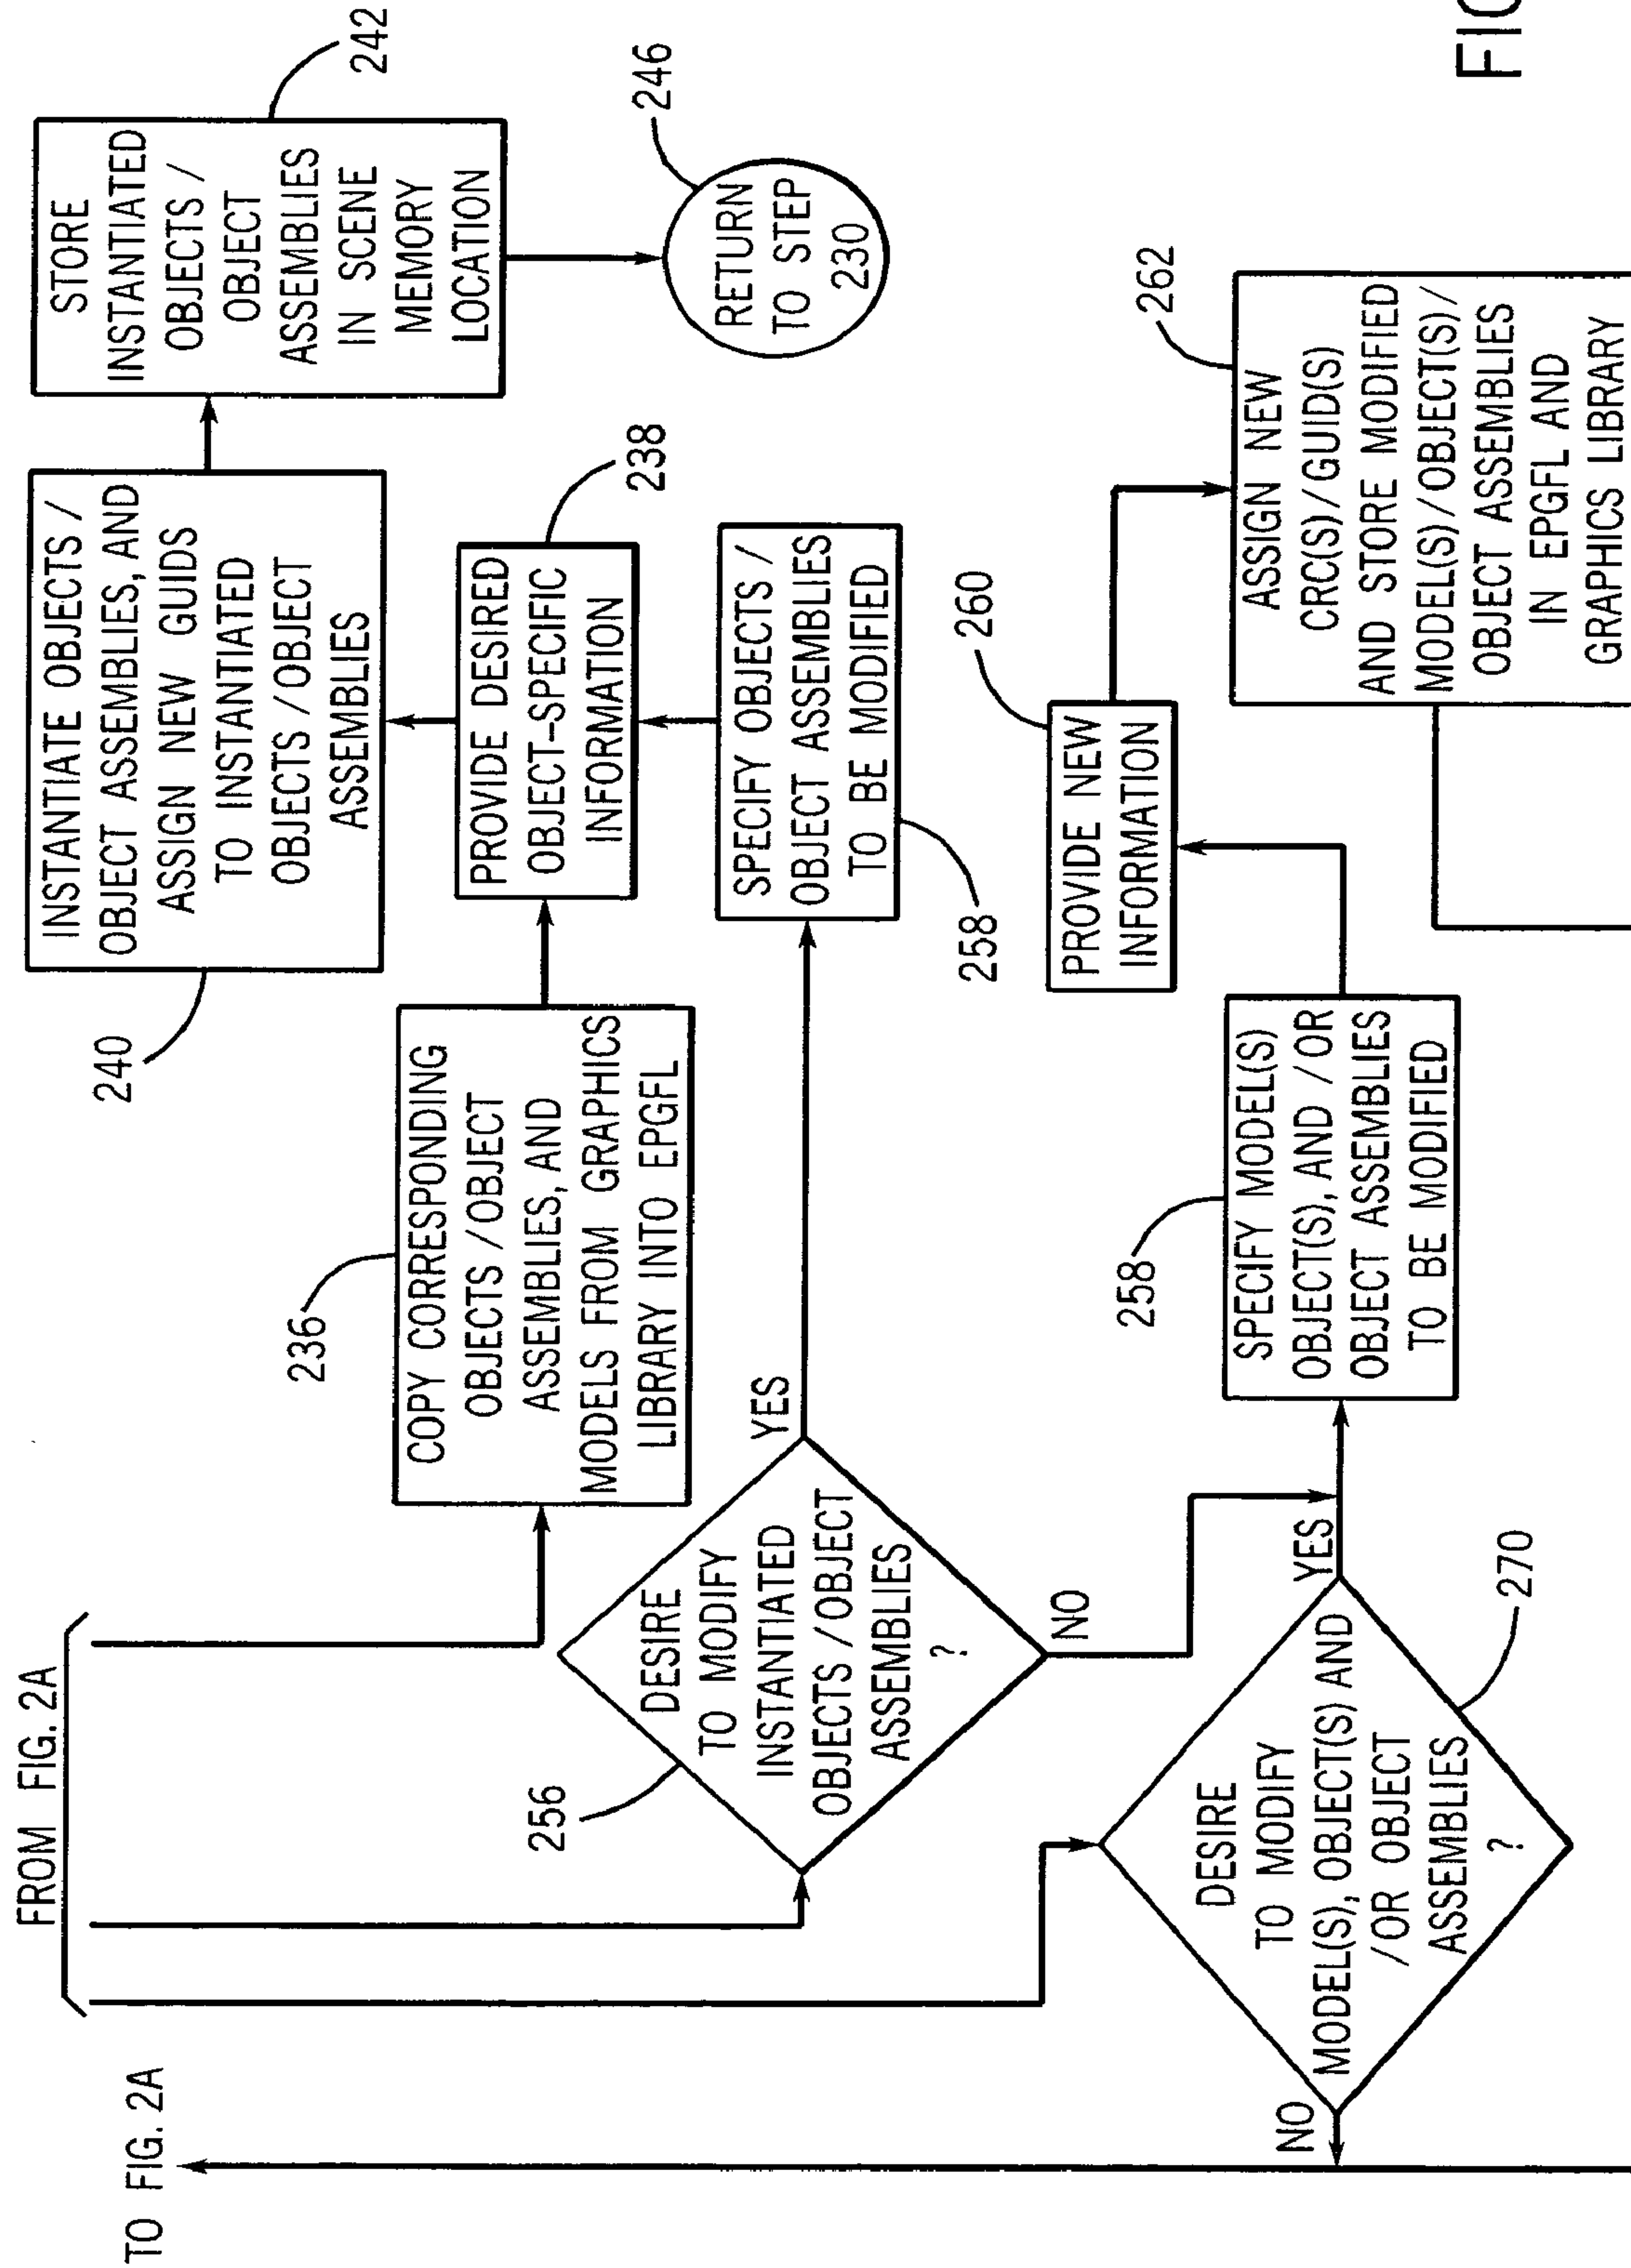 TO FIG. 2A
FROM FIG. 2A
236
COPY CORRESPONDING
OBJECTS /OBJECT
ASSEMBLIES, AND
MODELS FROM GRAPHICS
LIBRARY INTO EPGFL
240
INSTANTIATE OBJECTS /
OBJECT ASSEMBLIES, AND
ASSIGN NEW GUIDS
TO INSTANTIATED
OBJECTS /OBJECT
ASSEMBLIES
STORE
INSTANTIATED
OBJECTS /
OBJECT
ASSEMBLIES
IN SCENE
MEMORY
LOCATION
242
PROVIDE DESIRED
OBJECT-SPECIFIC
INFORMATION
238
RETURN
TO STEP
230
246
256
DESIRE
TO MODIFY
INSTANTIATED
OBJECTS /OBJECT
ASSEMBLIES
?
YES
NO
SPECIFY OBJECTS /
OBJECT ASSEMBLIES
TO BE MODIFIED
258
DESIRE
TO MODIFY
MODEL(S), OBJECT(S) AND
/OR OBJECT
ASSEMBLIES
?
270
NO
YES
258
SPECIFY MODEL(S)
OBJECT(S), AND /OR
OBJECT ASSEMBLIES
TO BE MODIFIED
260
PROVIDE NEW
INFORMATION
262
ASSIGN NEW
CRC(S)/GUID(S)
AND STORE MODIFIED
MODEL(S)/OBJECT(S)/
OBJECT ASSEMBLIES
IN EPGFL AND
GRAPHICS LIBRARY